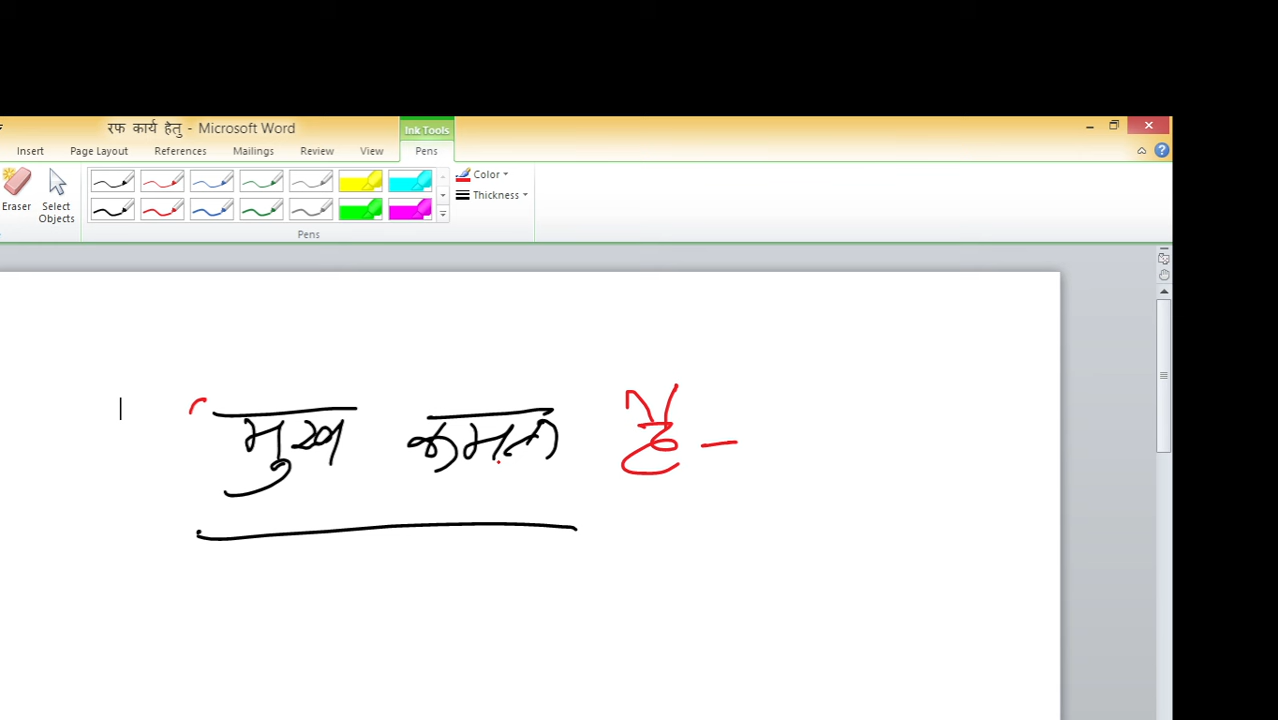 रफ कार्य हेतु - Microsoft Word
Ink Tools
Insert Page Layout References Mailings Review View Pens
Eraser
Select Objects
Color
Thickness
Pens
मुख कमल है –